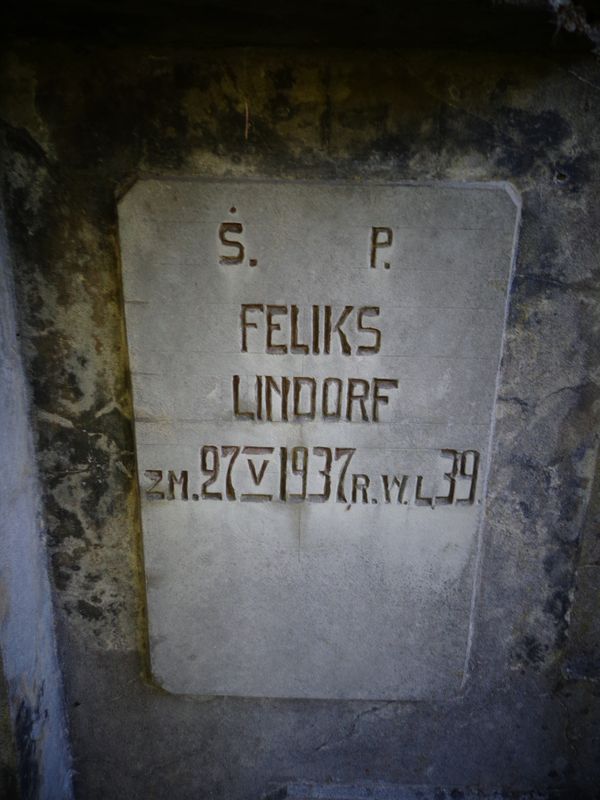 Ś. P.
FELIKS
LINDORF
ZM. 27 V 1937 R. W. L. 39.